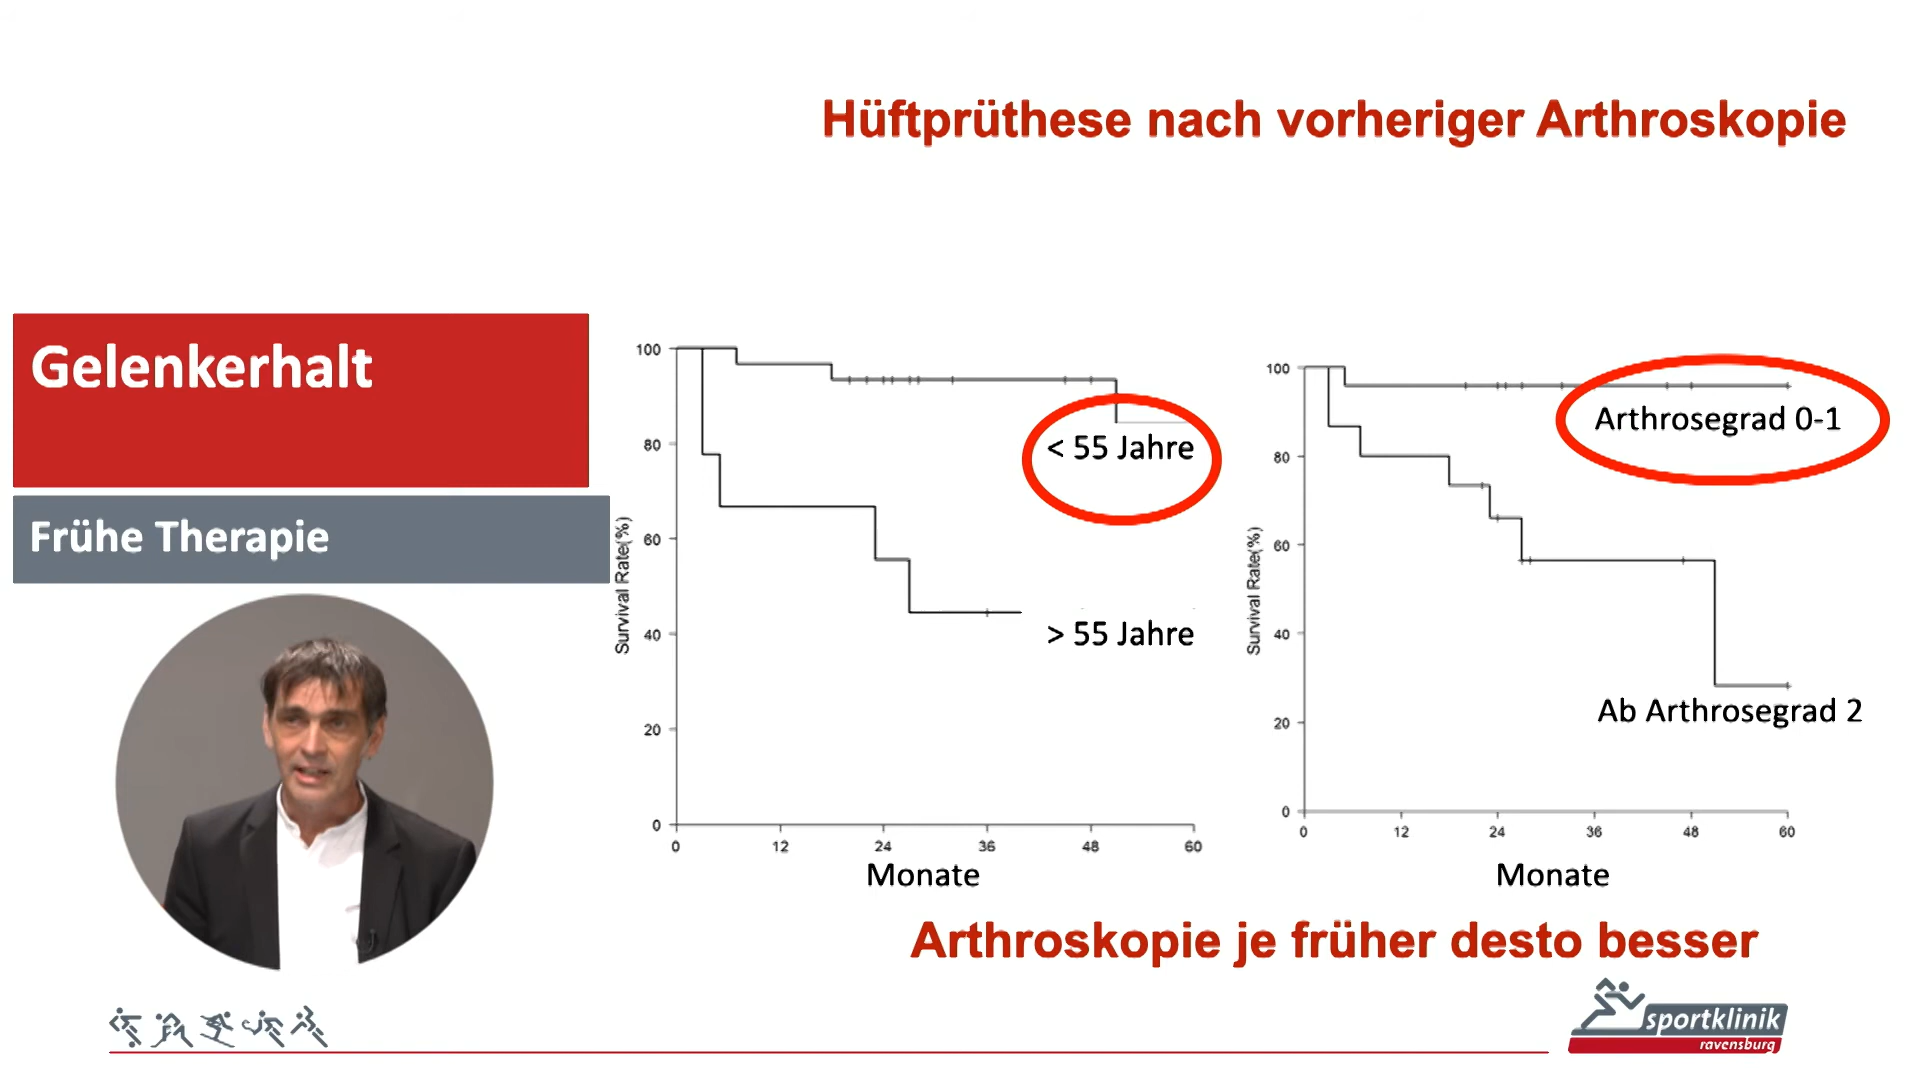 Hüftprüthese nach vorheriger Arthroskopie
Gelenkerhalt
Frühe Therapie
100
80
60
40
20
0
Survival Rate(%)
0 12 24 36 48 60
Monate
< 55 Jahre
> 55 Jahre
100
80
60
40
20
0
Survival Rate(%)
0 12 24 36 48 60
Monate
Arthrosegrad 0-1
Ab Arthrosegrad 2
Arthroskopie je früher desto besser
sportklinik
ravensburg